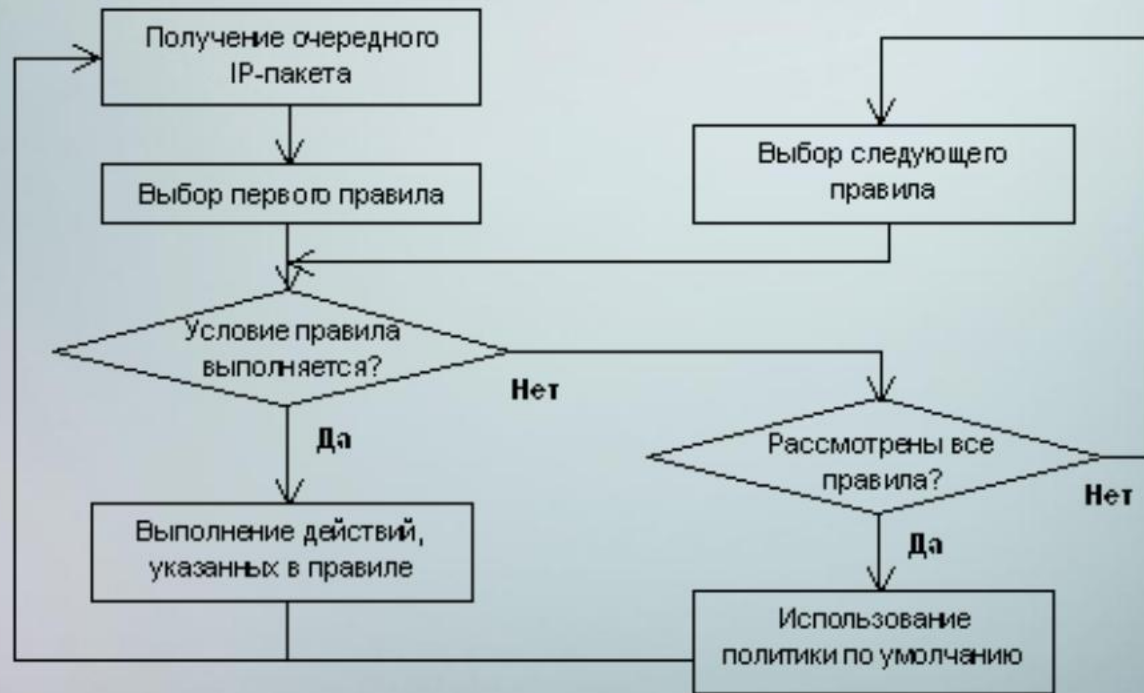 Получение очередного
IP-пакета
Выбор первого правила
Выбор следующего
правила
Условие правила
выполняется?
Нет
Да
Рассмотрены все
правила?
Нет
Да
Выполнение действий,
указанных в правиле
Использование
политики по умолчанию